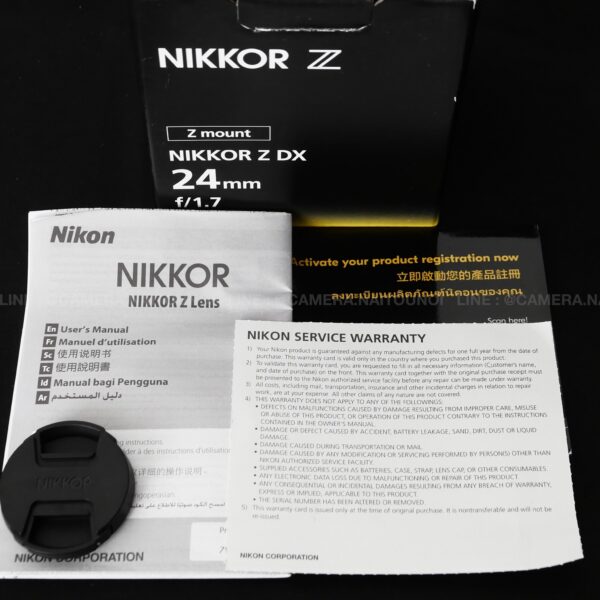 NIKKOR Z
Z mount
NIKKOR Z DX
24mm
f/1.7
Nikon
NIKKOR
NIKKOR Z Lens
En User's Manual
Fr Manuel d'utilisation
Sc 使用说明书
Tc 使用說明書
Id Manual bagi Pengguna
Ar دليل المستخدم
instructions.
Activate your product registration now
立即啟動您的產品註冊
ลงทะเบียนผลิตภัณฑ์นิคอนของคุณ
Scan here!
LINE : @CAMERA.NAITOUNOI
NIKON SERVICE WARRANTY
1) Your Nikon product is guaranteed against any manufacturing defects for one full year from the date of
purchase. This warranty card is valid only in the country where you purchased this product.
2) To validate this warranty card, you are requested to fill in all necessary information (Customer's name,
and date of purchase) on the front. This warranty card together with the original purchase receipt must
be presented to the Nikon authorized service facility before any repair can be made under warranty.
3) All costs, including mail, transportation, insurance and other incidental charges in relation to repair
work, are at your expense. All other claims of any nature are not covered.
4) THIS WARRANTY DOES NOT APPLY TO ANY OF THE FOLLOWINGS:
• DEFECTS OR MALFUNCTIONS CAUSED BY DAMAGE RESULTING FROM IMPROPER CARE, MISUSE
OR ABUSE OF THIS PRODUCT, OR FROM OPERATION CONTRARY TO THE INSTRUCTIONS
CONTAINED IN THE OWNER'S MANUAL.
• DAMAGE OR DEFECT CAUSED BY ACCIDENT, BATTERY LEAKAGE, SAND, DIRT, DUST OR LIQUID
DAMAGE.
• DAMAGE CAUSED DURING TRANSPORTATION OR MAIL.
• DAMAGE CAUSED BY ANY MODIFICATION OR SERVICING PERFORMED BY PERSON(S) OTHER THAN
NIKON AUTHORIZED SERVICE FACILITY.
• SUPPLIED ACCESSORIES SUCH AS BATTERIES, CASE, STRAP, LENS CAP, OR OTHER CONSUMABLES.
• ANY ELECTRONIC DATA LOSS DUE TO MALFUNCTIONING OR REPAIR OF THIS PRODUCT.
• ANY CONSEQUENTIAL OR INCIDENTAL DAMAGES RESULTING FROM ANY BREACH OF WARRANTY,
EXPRESS OR IMPLIED, APPLICABLE TO THIS PRODUCT.
• THE SERIAL NUMBER HAS BEEN ALTERED OR REMOVED.
5) This warranty card is issued only at the time of original purchase. It is nontransferable and will not be
re-issued.
NIKON CORPORATION
NIKKOR
NIKON CORPORATION